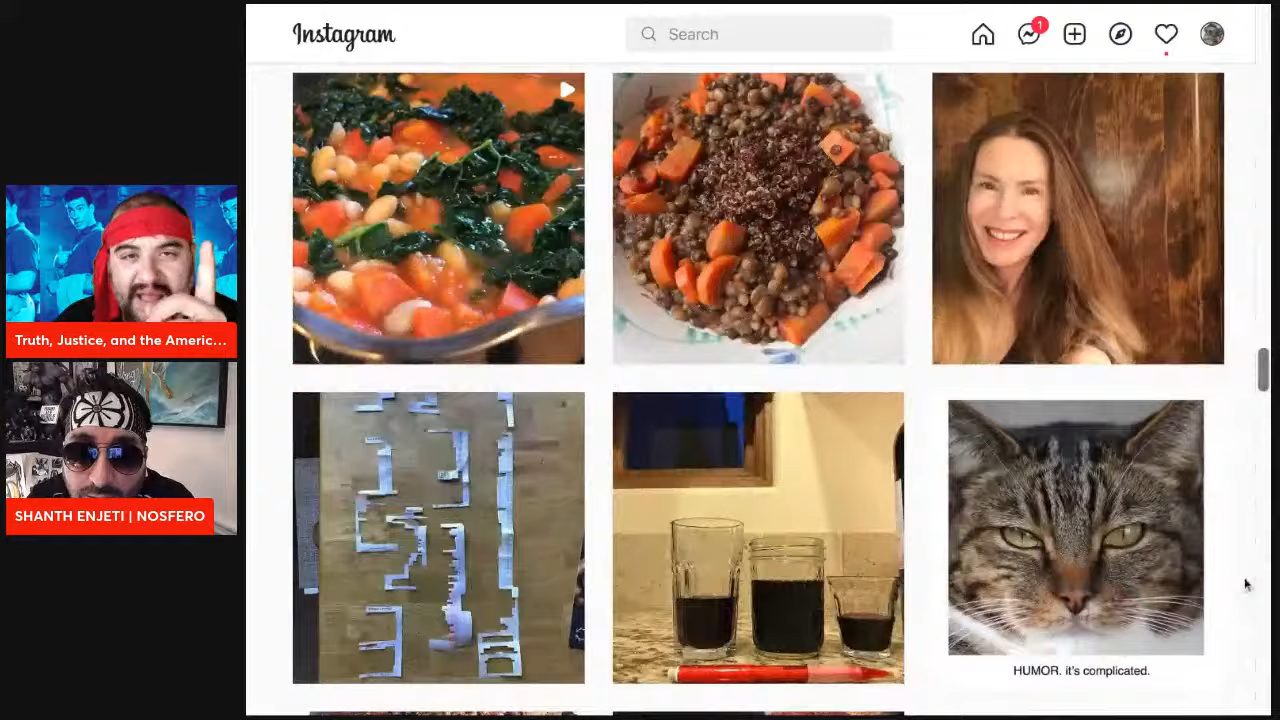 Instagram
Search
1
Truth, Justice, and the Americ...
SHANTH ENJETI | NOSFERO
HUMOR. it's complicated.